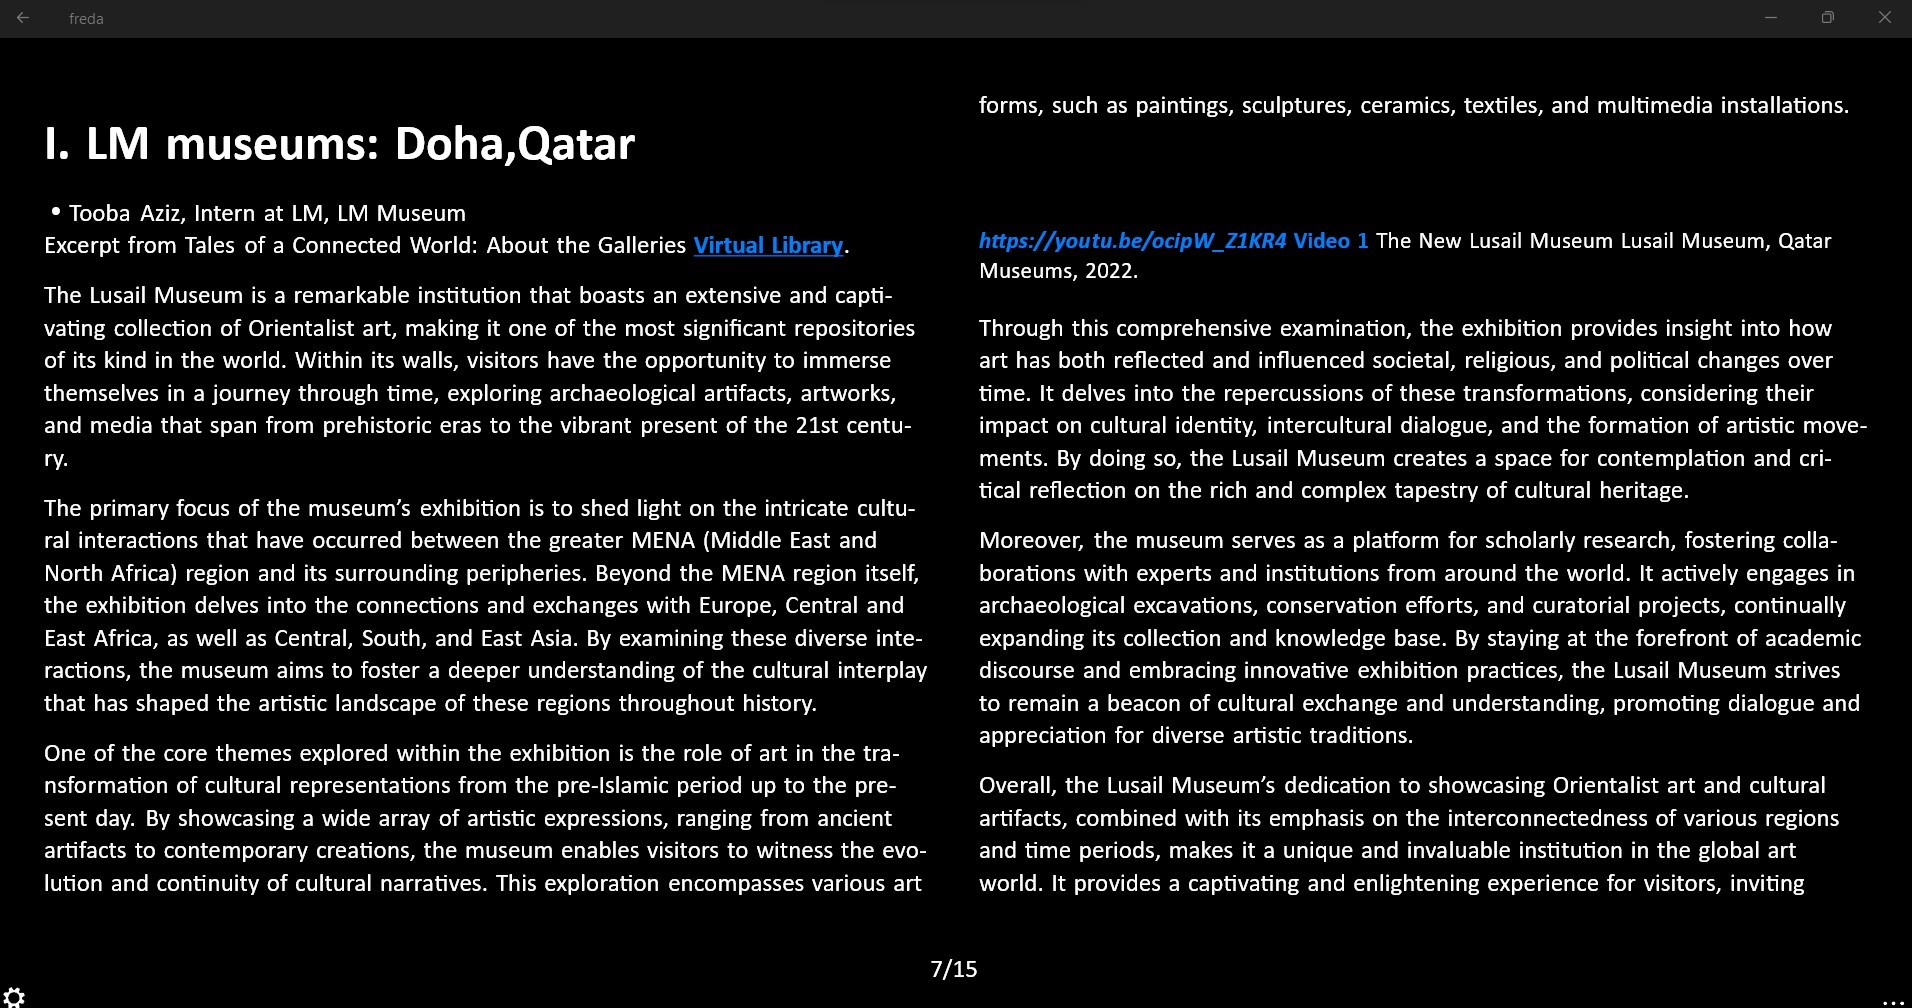 freda
I. LM museums: Doha,Qatar
• Tooba Aziz, Intern at LM, LM Museum
Excerpt from Tales of a Connected World: About the Galleries Virtual Library.
The Lusail Museum is a remarkable institution that boasts an extensive and capti-
vating collection of Orientalist art, making it one of the most significant repositories
of its kind in the world. Within its walls, visitors have the opportunity to immerse
themselves in a journey through time, exploring archaeological artifacts, artworks,
and media that span from prehistoric eras to the vibrant present of the 21st centu-
ry.
The primary focus of the museum’s exhibition is to shed light on the intricate cultu-
ral interactions that have occurred between the greater MENA (Middle East and
North Africa) region and its surrounding peripheries. Beyond the MENA region itself,
the exhibition delves into the connections and exchanges with Europe, Central and
East Africa, as well as Central, South, and East Asia. By examining these diverse inte-
ractions, the museum aims to foster a deeper understanding of the cultural interplay
that has shaped the artistic landscape of these regions throughout history.
One of the core themes explored within the exhibition is the role of art in the tra-
nsformation of cultural representations from the pre-Islamic period up to the pre-
sent day. By showcasing a wide array of artistic expressions, ranging from ancient
artifacts to contemporary creations, the museum enables visitors to witness the evo-
lution and continuity of cultural narratives. This exploration encompasses various art
forms, such as paintings, sculptures, ceramics, textiles, and multimedia installations.
https://youtu.be/ocipW_Z1KR4 Video 1 The New Lusail Museum Lusail Museum, Qatar
Museums, 2022.
Through this comprehensive examination, the exhibition provides insight into how
art has both reflected and influenced societal, religious, and political changes over
time. It delves into the repercussions of these transformations, considering their
impact on cultural identity, intercultural dialogue, and the formation of artistic move-
ments. By doing so, the Lusail Museum creates a space for contemplation and cri-
tical reflection on the rich and complex tapestry of cultural heritage.
Moreover, the museum serves as a platform for scholarly research, fostering colla-
borations with experts and institutions from around the world. It actively engages in
archaeological excavations, conservation efforts, and curatorial projects, continually
expanding its collection and knowledge base. By staying at the forefront of academic
discourse and embracing innovative exhibition practices, the Lusail Museum strives
to remain a beacon of cultural exchange and understanding, promoting dialogue and
appreciation for diverse artistic traditions.
Overall, the Lusail Museum’s dedication to showcasing Orientalist art and cultural
artifacts, combined with its emphasis on the interconnectedness of various regions
and time periods, makes it a unique and invaluable institution in the global art
world. It provides a captivating and enlightening experience for visitors, inviting
7/15